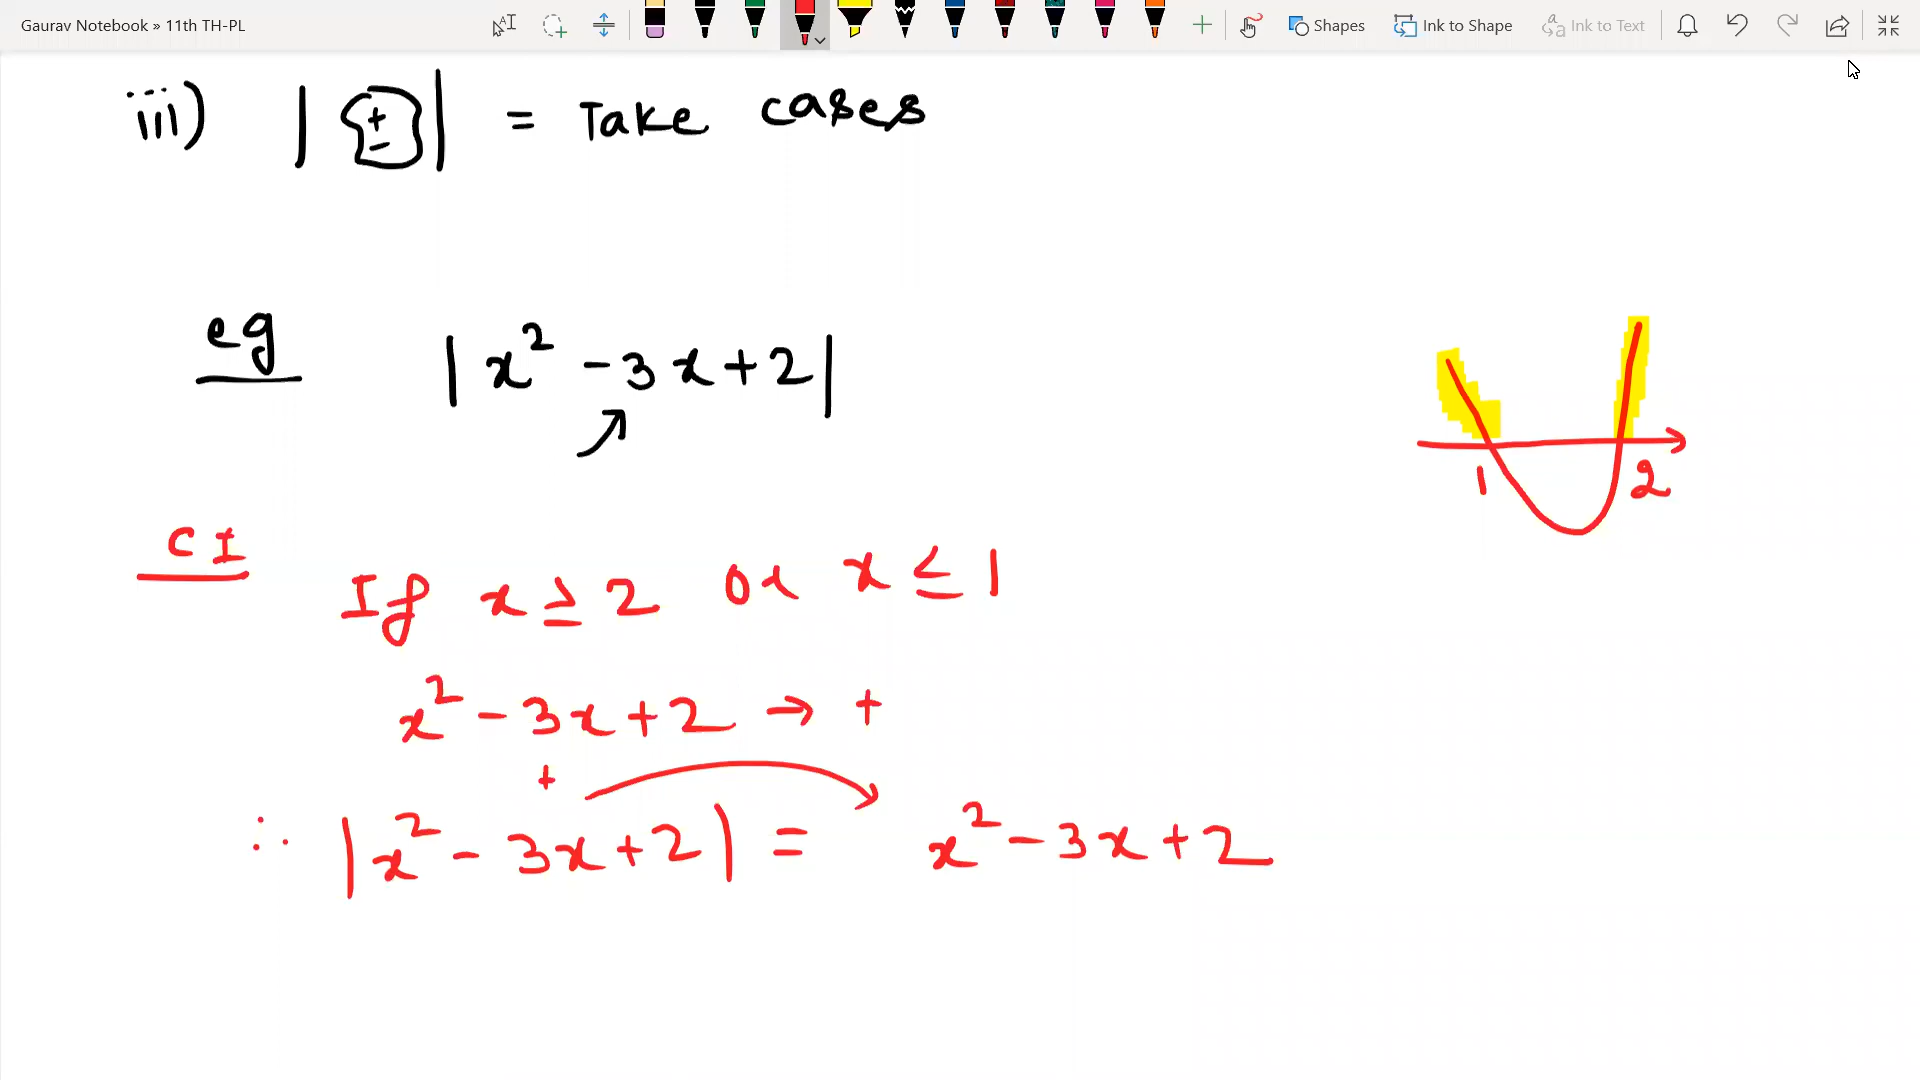 Gaurav Notebook » 11th TH-PL
Shapes
Ink to Shape
Ink to Text
iii) | ± | = Take cases
eg |x² - 3x + 2|
1 2
C I
If x ≥ 2 Or x ≤ 1
x² - 3x + 2 → +
+
∴ |x² - 3x + 2| = x² - 3x + 2